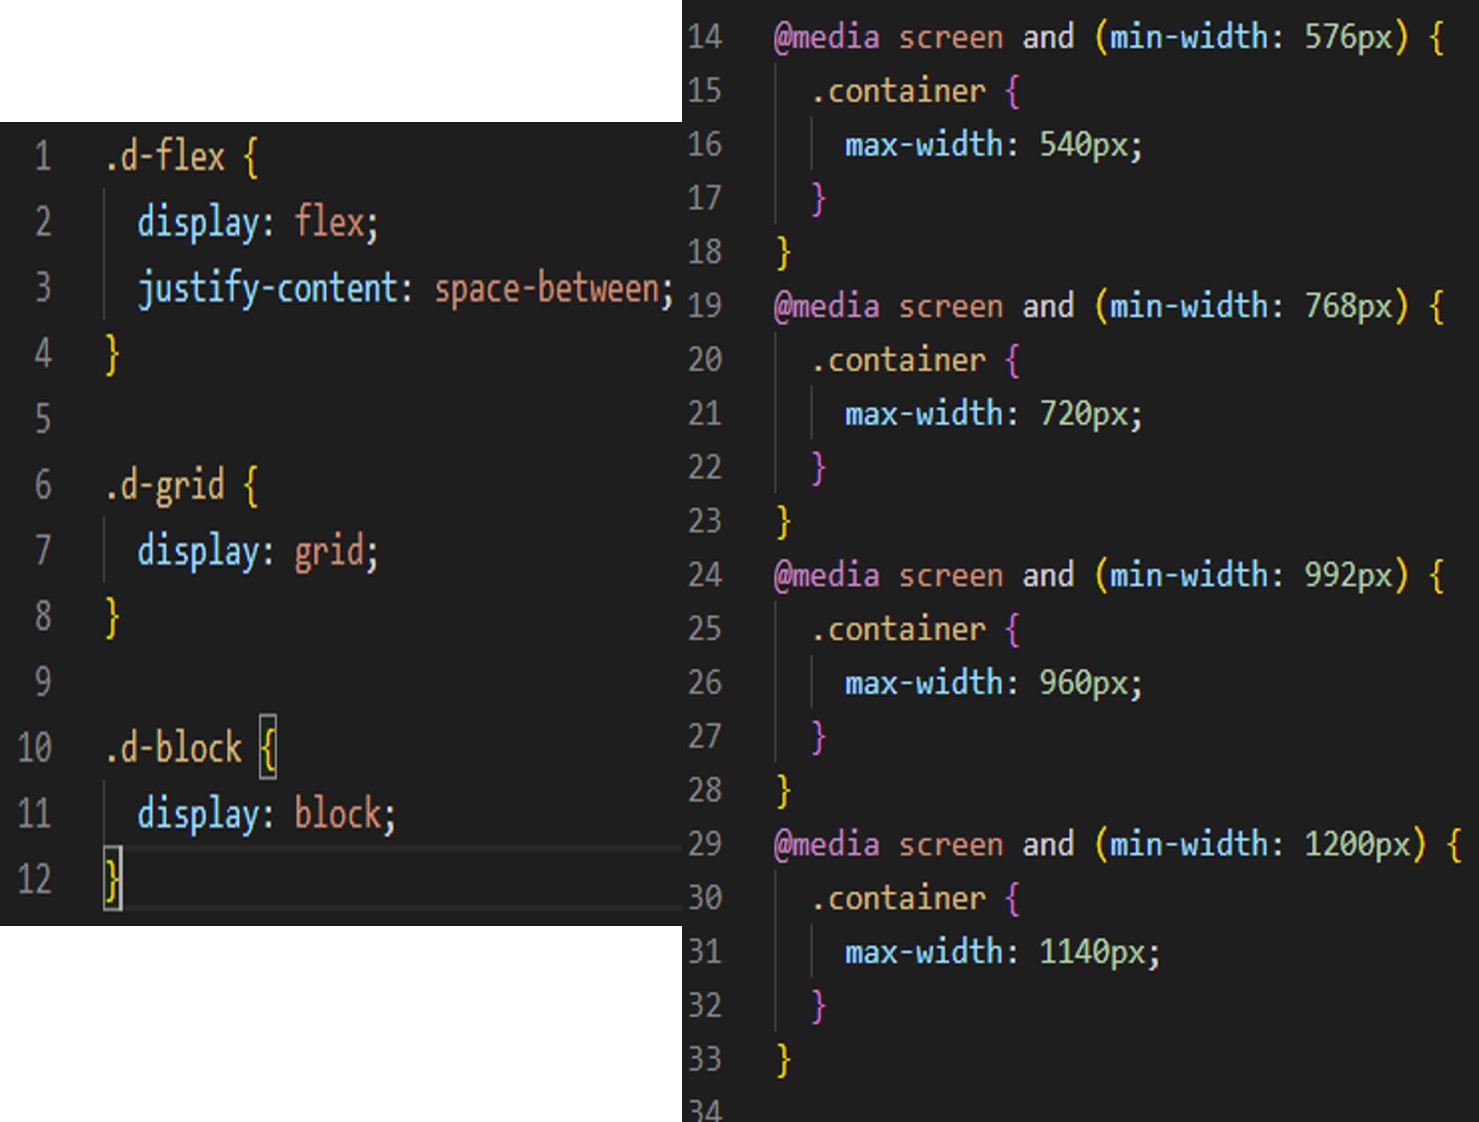 1 .d-flex {
2 display: flex;
3 justify-content: space-between;
4 }
5
6 .d-grid {
7 display: grid;
8 }
9
10 .d-block {
11 display: block;
12 }
14 @media screen and (min-width: 576px) {
15 .container {
16 max-width: 540px;
17 }
18 }
19 @media screen and (min-width: 768px) {
20 .container {
21 max-width: 720px;
22 }
23 }
24 @media screen and (min-width: 992px) {
25 .container {
26 max-width: 960px;
27 }
28 }
29 @media screen and (min-width: 1200px) {
30 .container {
31 max-width: 1140px;
32 }
33 }
34